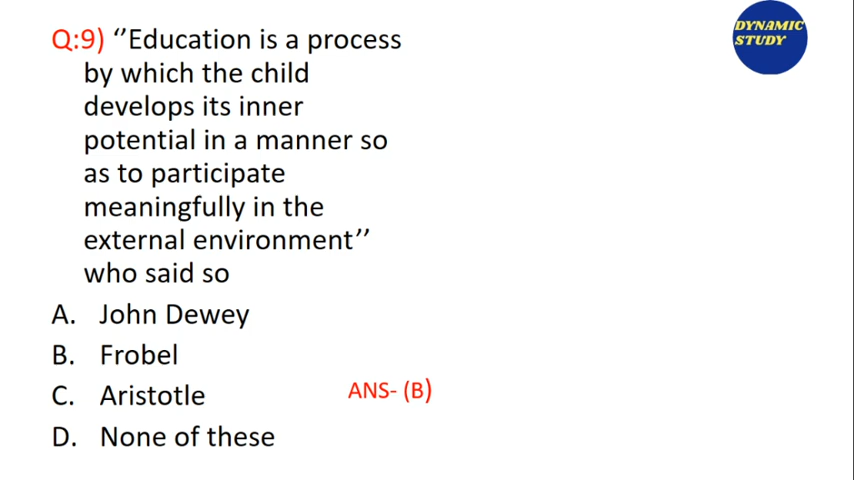 DYNAMIC
STUDY
Q:9) ‘’Education is a process
by which the child
develops its inner
potential in a manner so
as to participate
meaningfully in the
external environment’’
who said so
A. John Dewey
B. Frobel
C. Aristotle
ANS- (B)
D. None of these